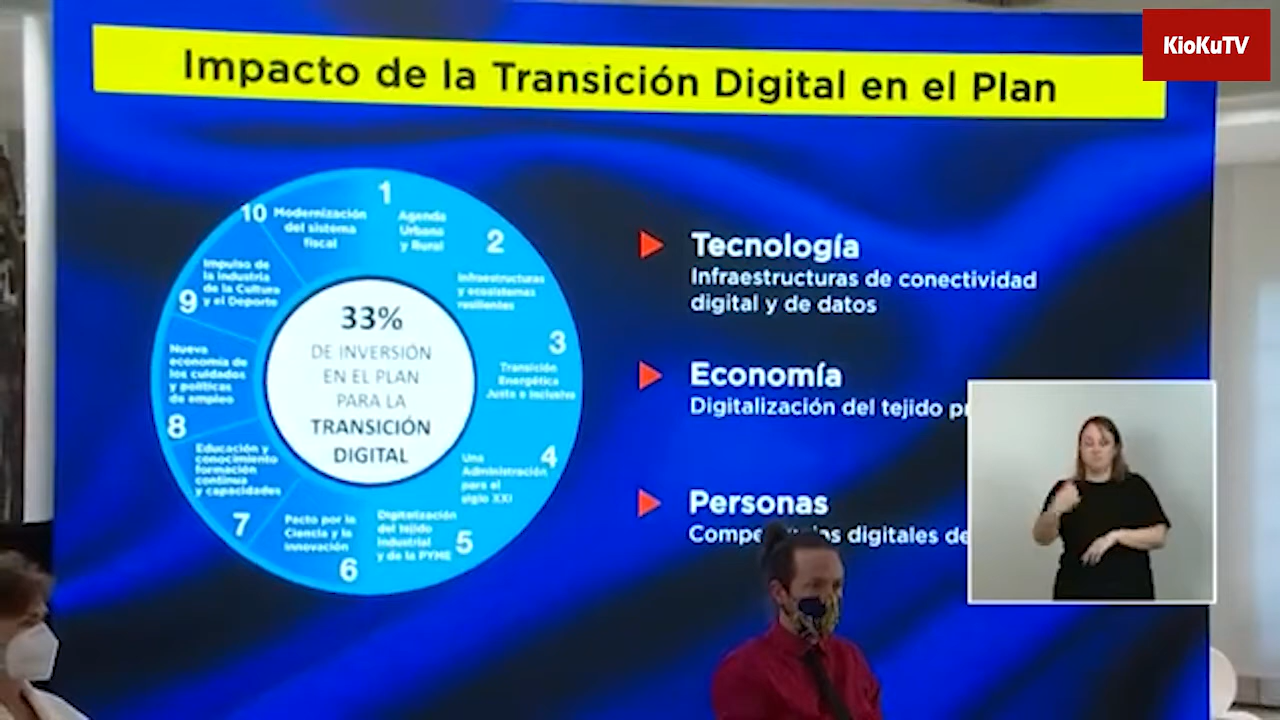 KioKuTV
Impacto de la Transición Digital en el Plan
1
Agenda
Urbana
y Rural
2
Infraestructuras
y ecosistemas
resilientes
3
Transición
Energética
Justa e inclusiva
4
Una
Administración
para el
siglo XXI
5
Digitalización
del tejido
industrial
y de la PYME
6
Pacto por la
Ciencia y la
innovación
7
Educación y
conocimiento
formación
continua
y capacidades
8
Nueva
economía de
los cuidados
y políticas
de empleo
9
Impulso de
la industria
de la Cultura
y el Deporte
10
Modernización
del sistema
fiscal
33%
DE INVERSIÓN
EN EL PLAN
PARA LA
TRANSICIÓN
DIGITAL
Tecnología
Infraestructuras de conectividad
digital y de datos
Economía
Digitalización del tejido
Personas
digitales de